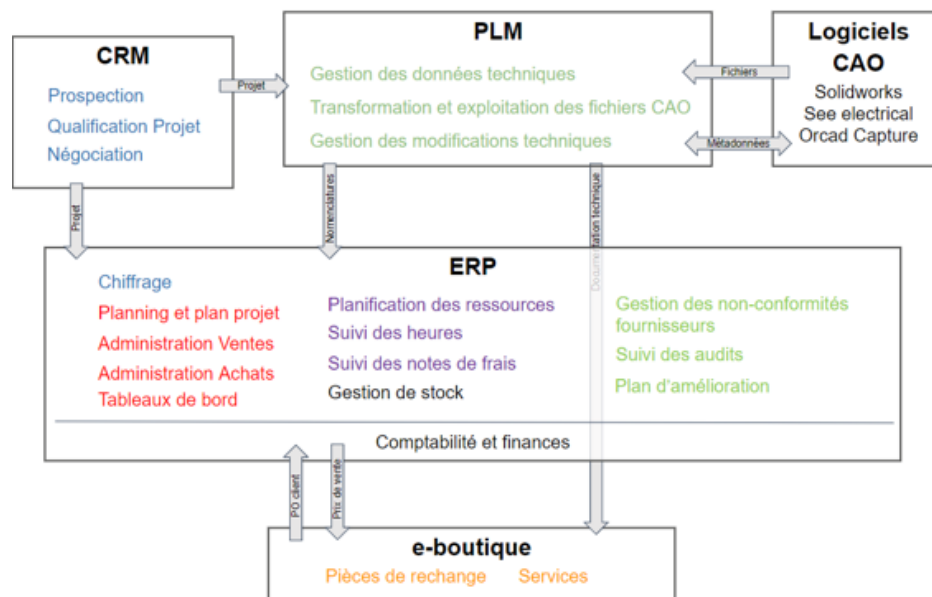 CRM
Prospection
Qualification Projet
Négociation
Projet
PLM
Gestion des données techniques
Transformation et exploitation des fichiers CAO
Gestion des modifications techniques
Fichiers
Métadonnées
Logiciels
CAO
Solidworks
See electrical
Orcad Capture
Projet
Nomenclatures
Documentation technique
ERP
Chiffrage
Planning et plan projet
Administration Ventes
Administration Achats
Tableaux de bord
Planification des ressources
Suivi des heures
Suivi des notes de frais
Gestion de stock
Gestion des non-conformités
fournisseurs
Suivi des audits
Plan d'amélioration
Comptabilité et finances
PO client
Prix de vente
e-boutique
Pièces de rechange
Services